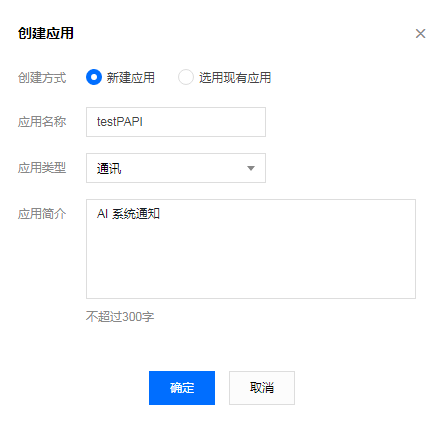 创建应用
创建方式 新建应用 选用现有应用
应用名称 testPAPI
应用类型 通讯
应用简介 AI 系统通知
不超过300字
确定 取消